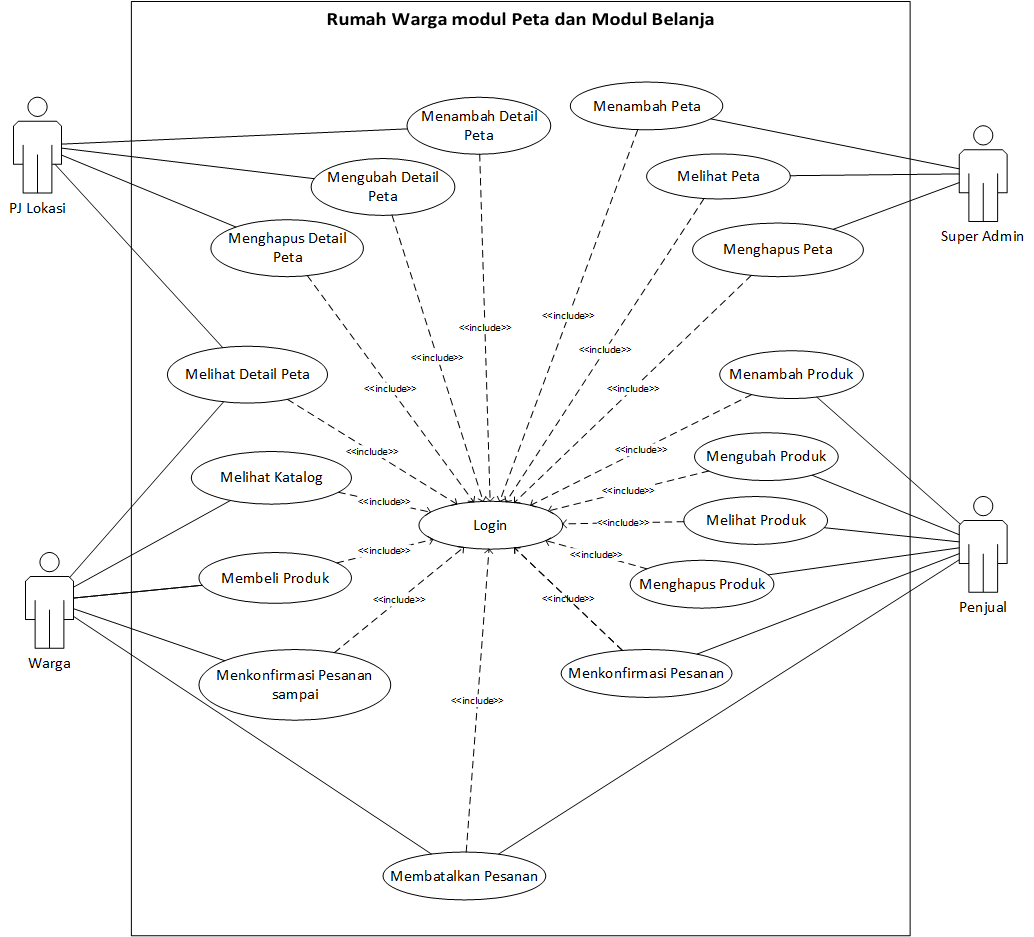 Rumah Warga modul Peta dan Modul Belanja
Menambah Detail
Peta
Menambah Peta
Mengubah Detail
Peta
Melihat Peta
PJ Lokasi
Super Admin
Menghapus Detail
Peta
Menghapus Peta
<<include>>
<<include>>
<<include>>
<<include>>
<<include>>
<<include>>
Melihat Detail Peta
Menambah Produk
<<include>>
<<include>>
Melihat Katalog
Mengubah Produk
<<include>>
<<include>>
Login
<<include>>
Melihat Produk
<<include>>
<<include>>
Membeli Produk
Menghapus Produk
<<include>>
<<include>>
Penjual
Warga
Menkonfirmasi Pesanan
sampai
Menkonfirmasi Pesanan
<<include>>
Membatalkan Pesanan